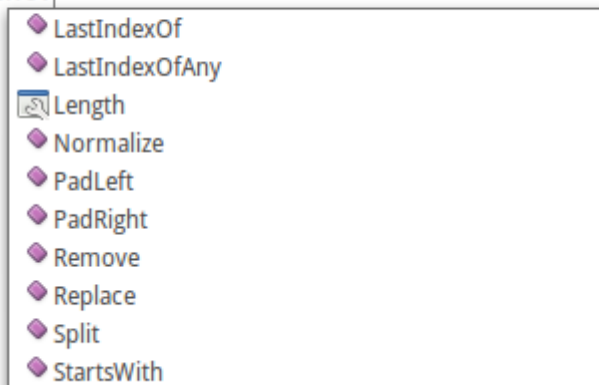 LastIndexOf
LastIndexOfAny
Length
Normalize
PadLeft
PadRight
Remove
Replace
Split
StartsWith